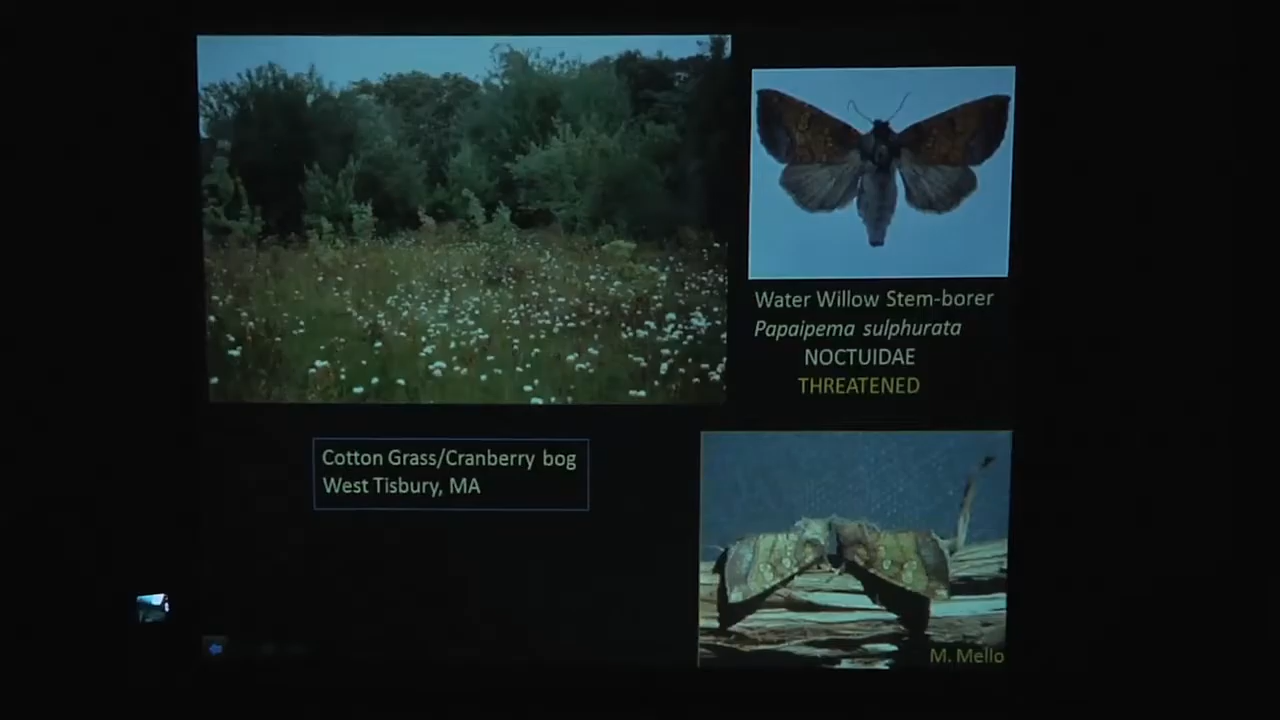 Water Willow Stem-borer
Papaipema sulphurata
NOCTUIDAE
THREATENED
Cotton Grass/Cranberry bog
West Tisbury, MA
M. Mello